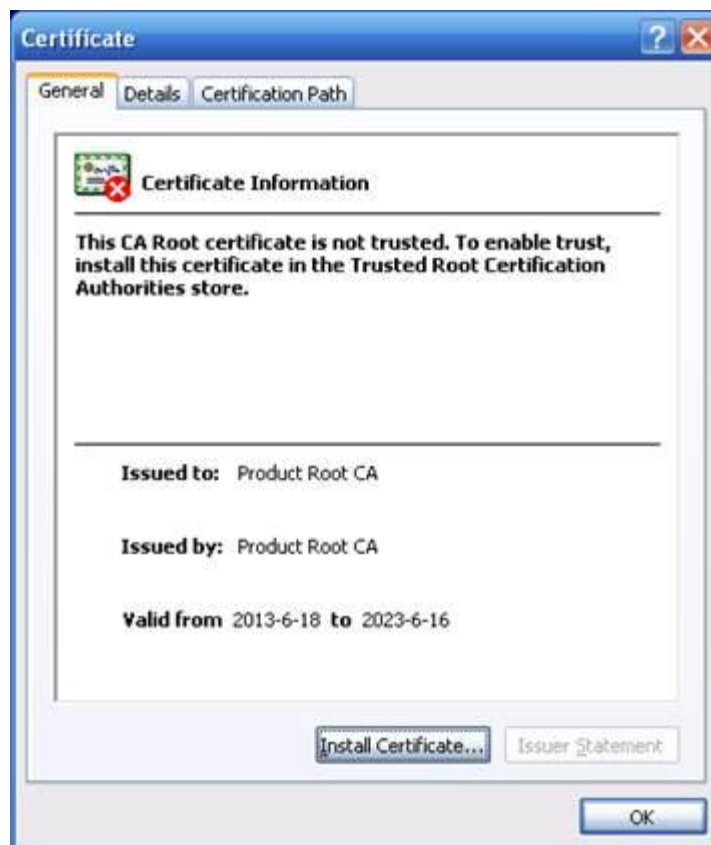 Certificate
General Details Certification Path
Certificate Information
This CA Root certificate is not trusted. To enable trust,
install this certificate in the Trusted Root Certification
Authorities store.
Issued to: Product Root CA
Issued by: Product Root CA
Valid from 2013-6-18 to 2023-6-16
Install Certificate... Issuer Statement
OK